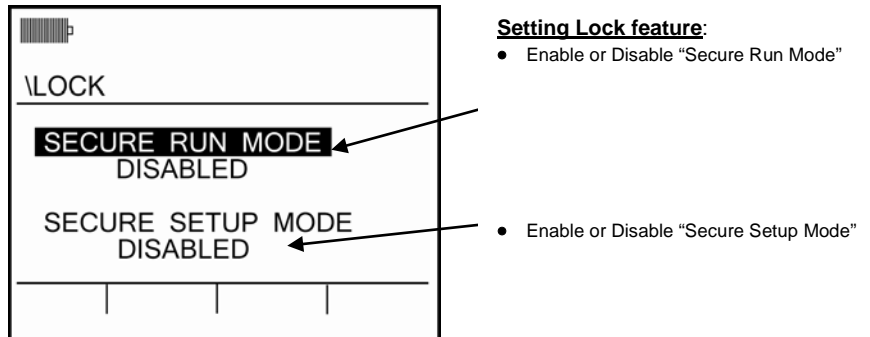 \LOCK
SECURE RUN MODE
DISABLED
SECURE SETUP MODE
DISABLED
Setting Lock feature:
● Enable or Disable “Secure Run Mode”
● Enable or Disable “Secure Setup Mode”